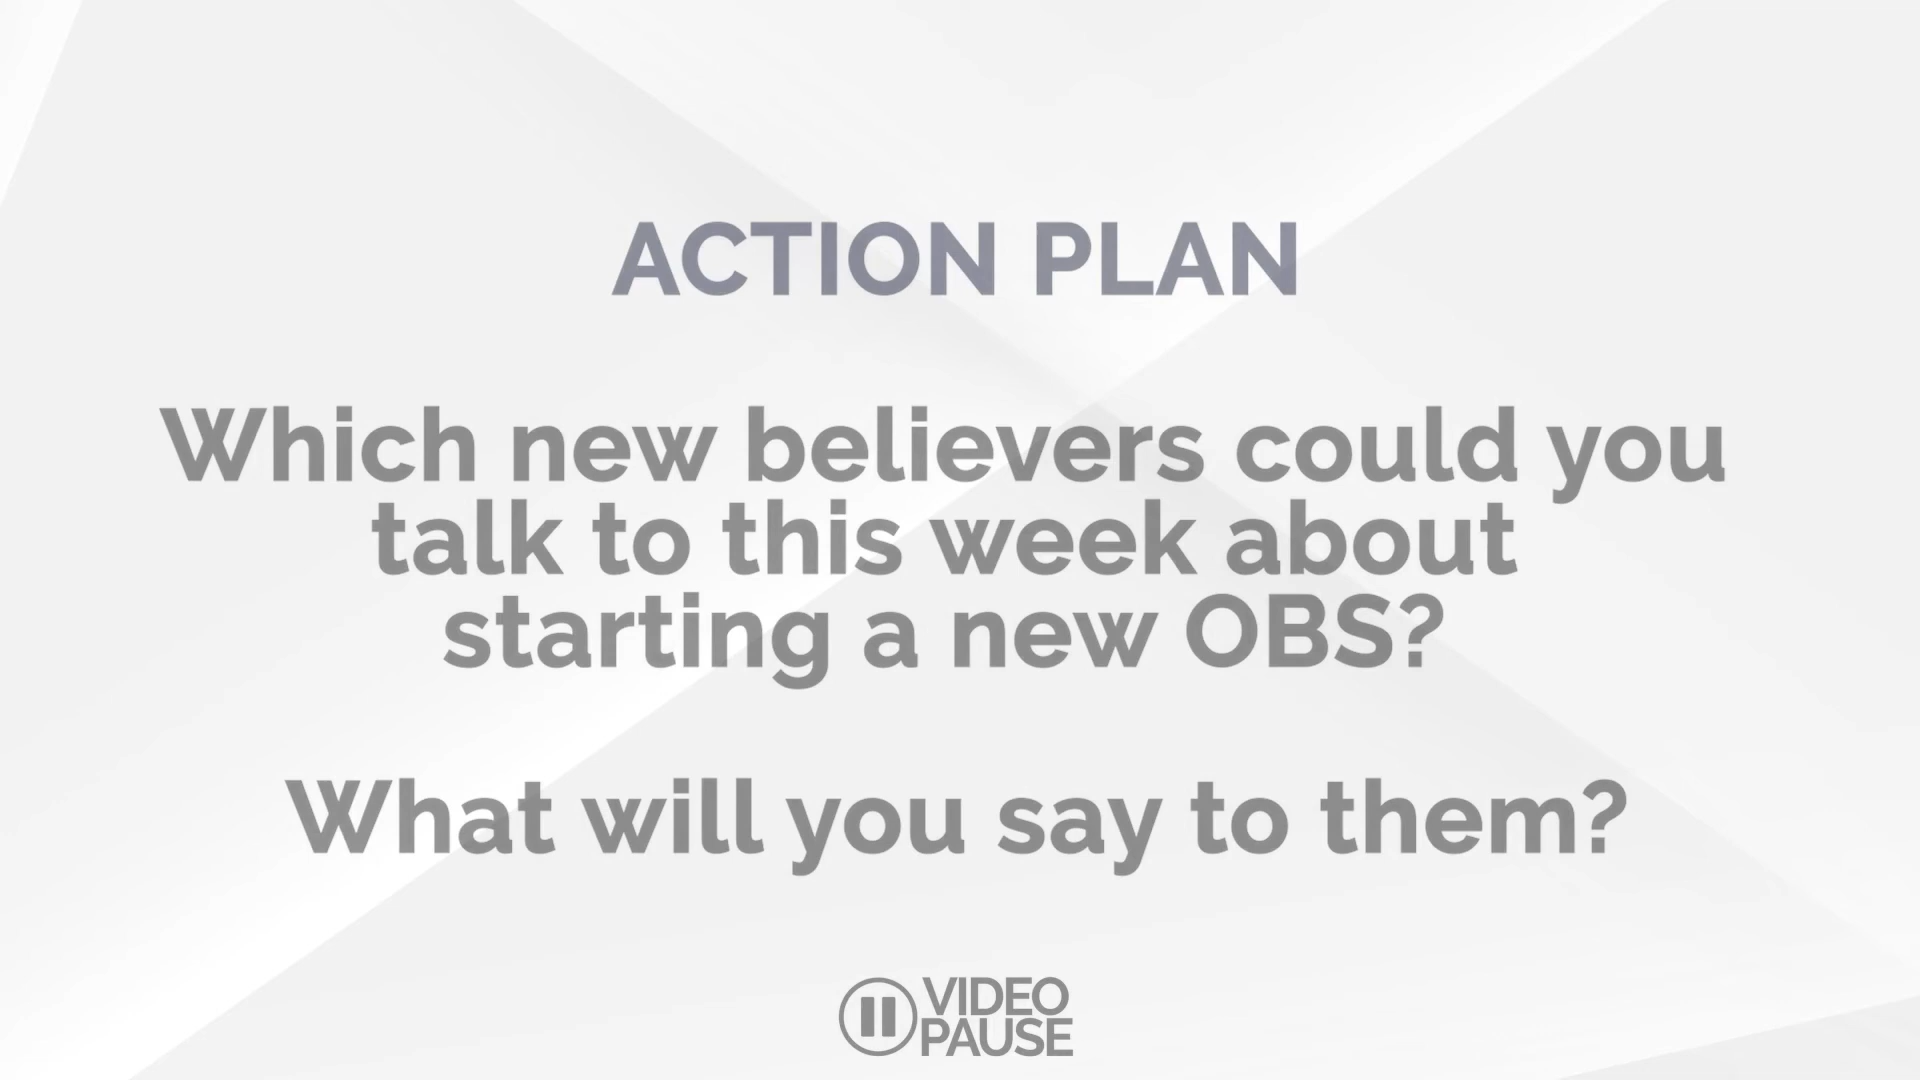 ACTION PLAN
Which new believers could you
talk to this week about
starting a new OBS?
What will you say to them?
VIDEO
PAUSE